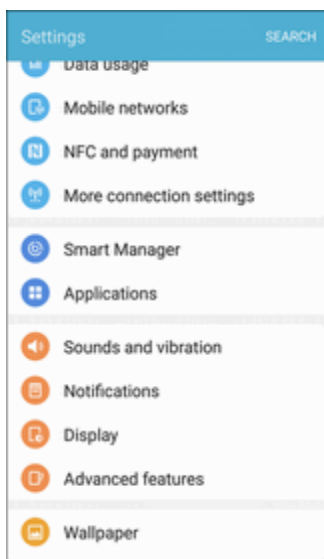 Settings SEARCH
Data usage
Mobile networks
NFC and payment
More connection settings
Smart Manager
Applications
Sounds and vibration
Notifications
Display
Advanced features
Wallpaper